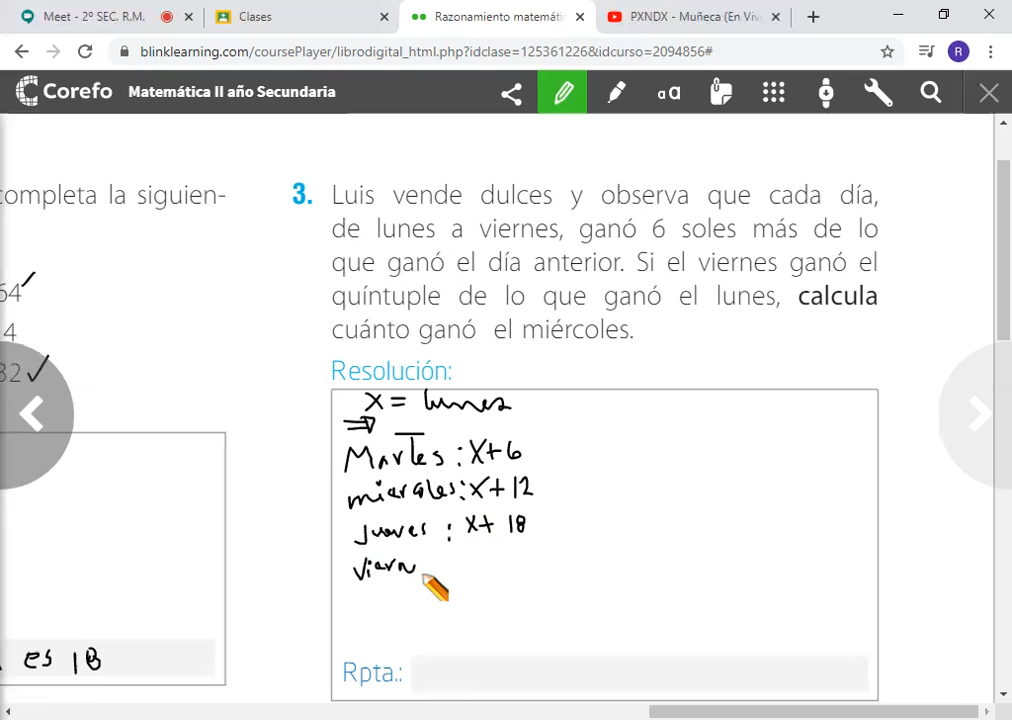 Meet - 2º SEC. R.M.
Clases
Razonamiento matemáti
PXNDX - Muñeca (En Viv
blinklearning.com/coursePlayer/librodigital_html.php?idclase=125361226&idcurso=2094856#
R
Corefo
Matemática II año Secundaria
aa
completa la siguien-
64
4
32
ES 1B
3. Luis vende dulces y observa que cada día,
de lunes a viernes, ganó 6 soles más de lo
que ganó el día anterior. Si el viernes ganó el
quíntuple de lo que ganó el lunes, calcula
cuánto ganó el miércoles.
Resolución:
X = lunes
⇒
Martes : X+6
miercoles: X+12
jueves : X+ 18
viern
Rpta.: